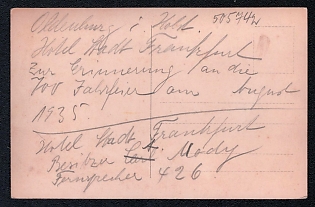 Oldenburg i Holst. 505742
Hotel Stadt Frankfurt
Zur Erinnerung an die
700 Jahrfeier am August
1935.
Hotel Stadt Frankfurt
Besitzer A. Mody
Fernsprecher 426